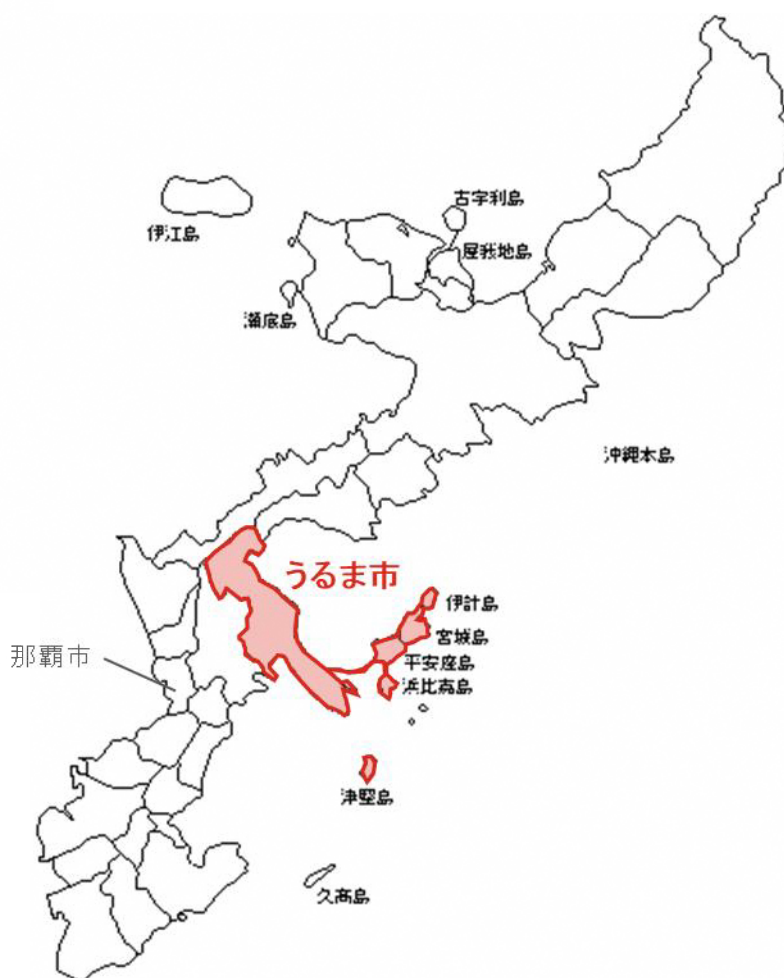 古宇利島
伊江島
屋我地島
瀬底島
沖縄本島
うるま市
伊計島
宮城島
那覇市
平安座島
浜比嘉島
津堅島
久高島